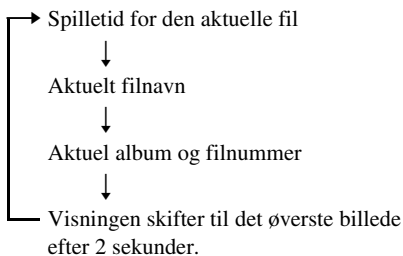 Spilletid for den aktuelle fil
Aktuelt filnavn
Aktuel album og filnummer
Visningen skifter til det øverste billede
efter 2 sekunder.